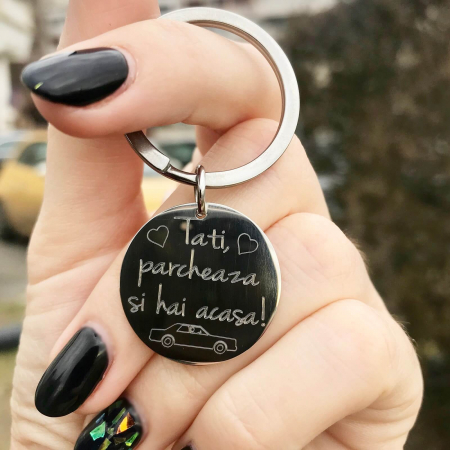 Tati,
parcheaza
si hai acasa!